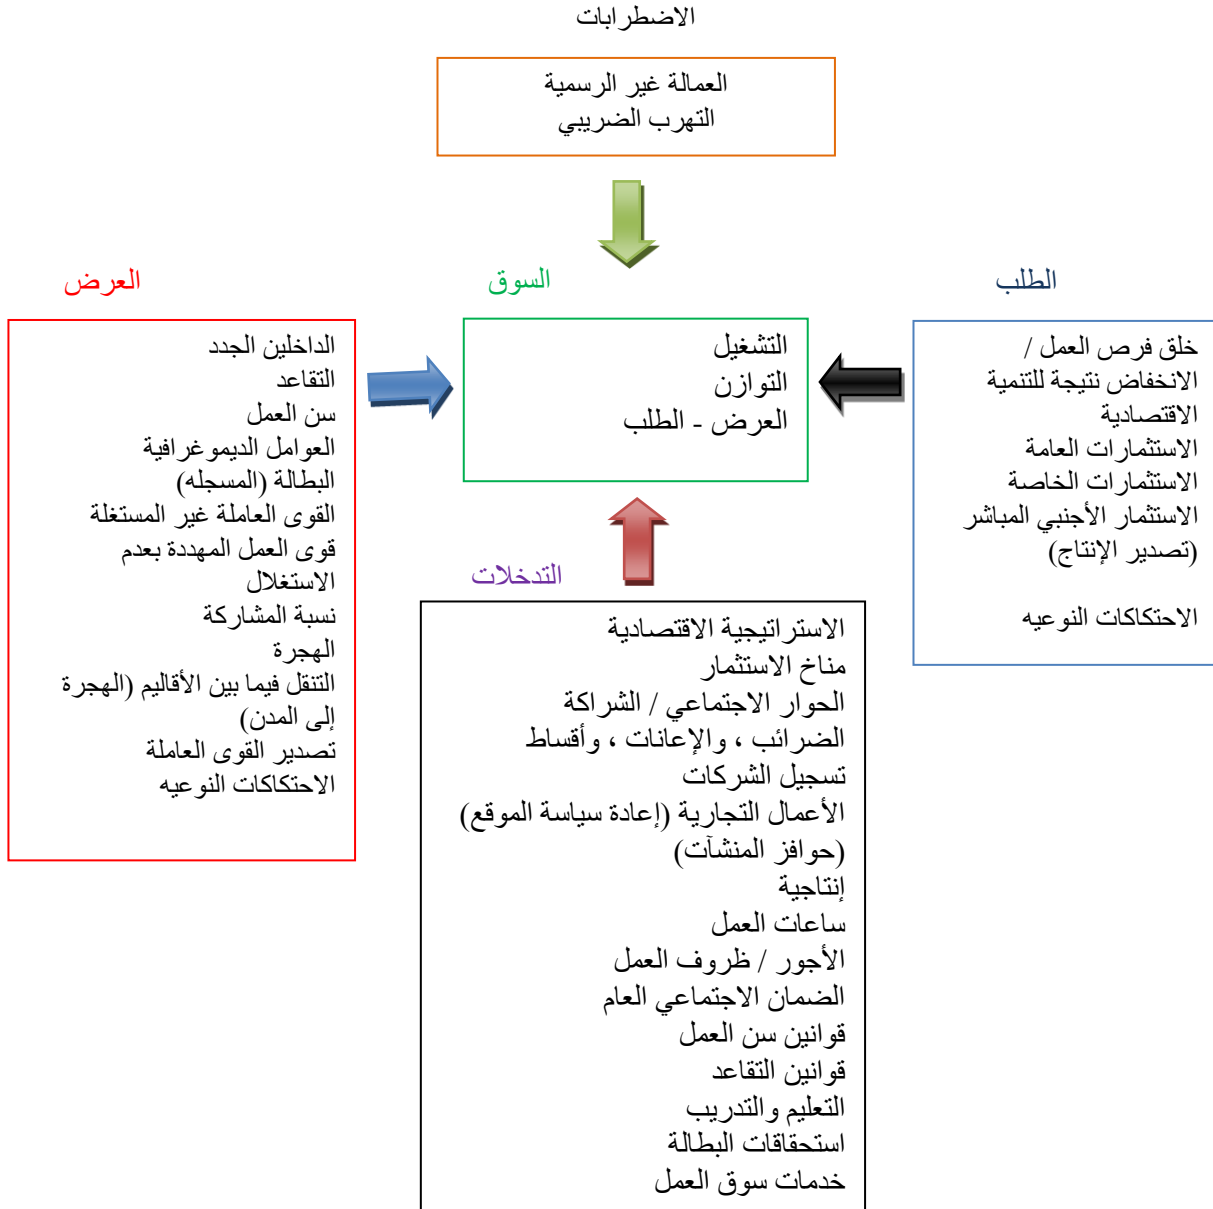 الاضطرابات
العمالة غير الرسمية
التهرب الضريبي
الطلب
خلق فرص العمل /
الانخفاض نتيجة للتنمية
الاقتصادية
الاستثمارات العامة
الاستثمارات الخاصة
الاستثمار الأجنبي المباشر
(تصدير الإنتاج)
الاحتكاكات النوعيه
السوق
التشغيل
التوازن
العرض - الطلب
العرض
الداخلين الجدد
التقاعد
سن العمل
العوامل الديموغرافية
البطالة (المسجله)
القوى العاملة غير المستغلة
قوى العمل المهددة بعدم
الاستغلال
نسبة المشاركة
الهجرة
التنقل فيما بين الأقاليم (الهجرة
إلى المدن)
تصدير القوى العاملة
الاحتكاكات النوعيه
التدخلات
الاستراتيجية الاقتصادية
مناخ الاستثمار
الحوار الاجتماعي / الشراكة
الضرائب ، والإعانات ، وأقساط
تسجيل الشركات
الأعمال التجارية (إعادة سياسة الموقع)
(حوافز المنشآت)
إنتاجية
ساعات العمل
الأجور / ظروف العمل
الضمان الاجتماعي العام
قوانين سن العمل
قوانين التقاعد
التعليم والتدريب
استحقاقات البطالة
خدمات سوق العمل